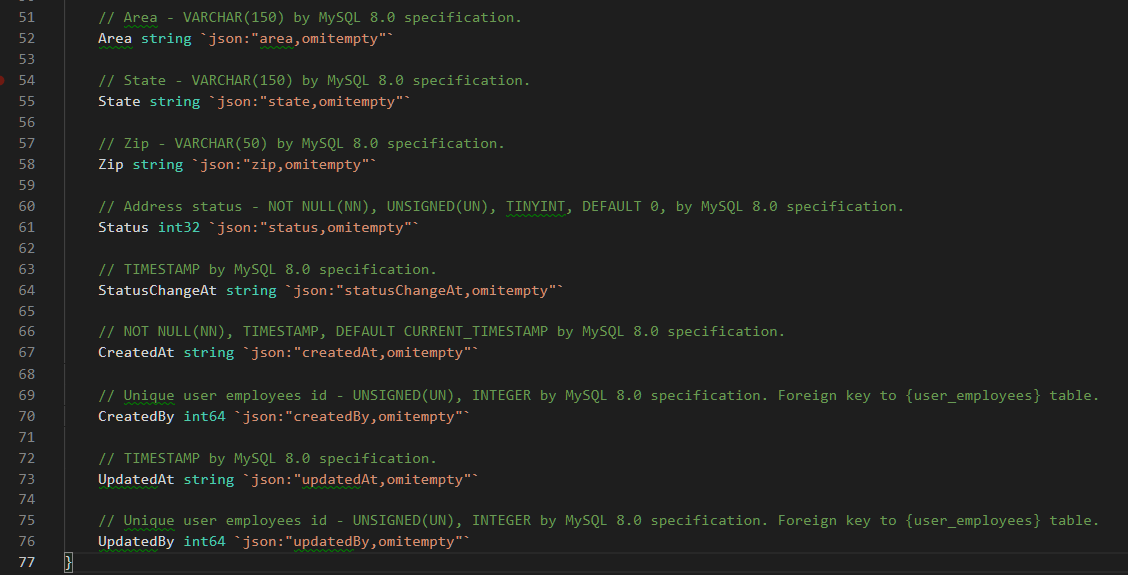 51 // Area - VARCHAR(150) by MySQL 8.0 specification.
52 Area string `json:"area,omitempty"`
53
54 // State - VARCHAR(150) by MySQL 8.0 specification.
55 State string `json:"state,omitempty"`
56
57 // Zip - VARCHAR(50) by MySQL 8.0 specification.
58 Zip string `json:"zip,omitempty"`
59
60 // Address status - NOT NULL(NN), UNSIGNED(UN), TINYINT, DEFAULT 0, by MySQL 8.0 specification.
61 Status int32 `json:"status,omitempty"`
62
63 // TIMESTAMP by MySQL 8.0 specification.
64 StatusChangeAt string `json:"statusChangeAt,omitempty"`
65
66 // NOT NULL(NN), TIMESTAMP, DEFAULT CURRENT_TIMESTAMP by MySQL 8.0 specification.
67 CreatedAt string `json:"createdAt,omitempty"`
68
69 // Unique user employees id - UNSIGNED(UN), INTEGER by MySQL 8.0 specification. Foreign key to {user_employees} table.
70 CreatedBy int64 `json:"createdBy,omitempty"`
71
72 // TIMESTAMP by MySQL 8.0 specification.
73 UpdatedAt string `json:"updatedAt,omitempty"`
74
75 // Unique user employees id - UNSIGNED(UN), INTEGER by MySQL 8.0 specification. Foreign key to {user_employees} table.
76 UpdatedBy int64 `json:"updatedBy,omitempty"`
77 }